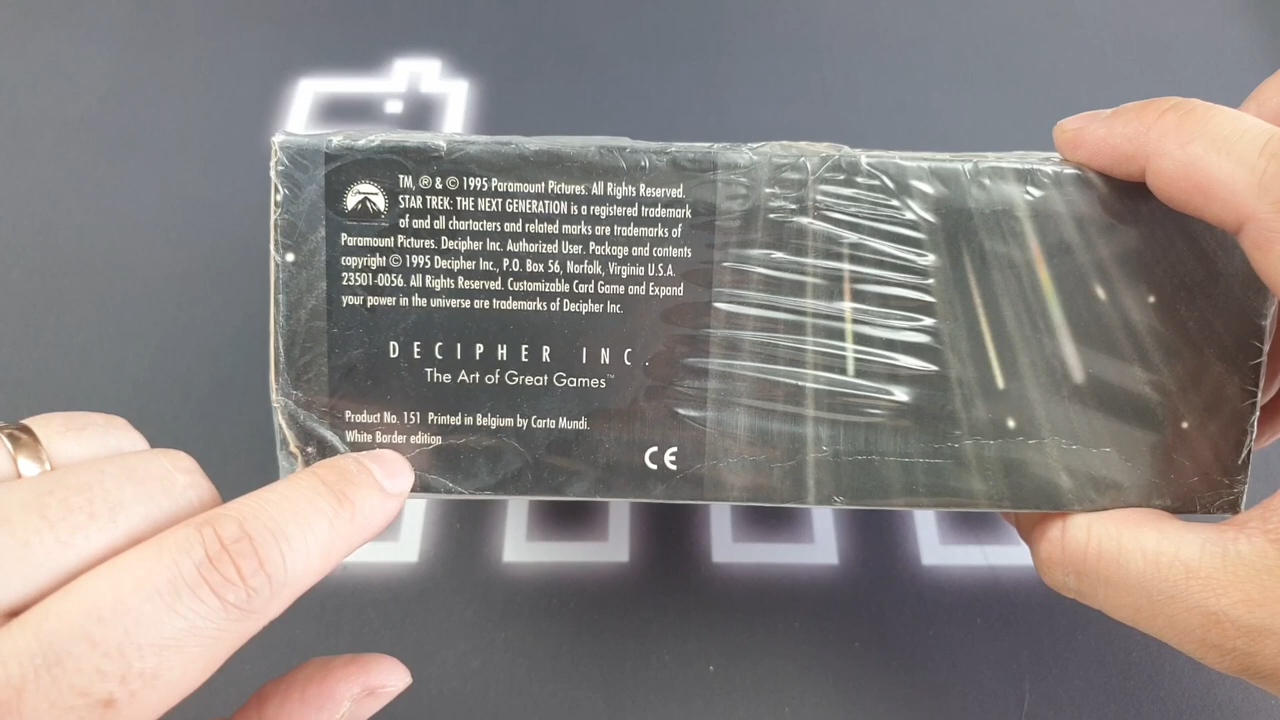 TM, ® & © 1995 Paramount Pictures. All Rights Reserved.
STAR TREK: THE NEXT GENERATION is a registered trademark
of and all chartacters and related marks are trademarks of
Paramount Pictures. Decipher Inc. Authorized User. Package and contents
copyright © 1995 Decipher Inc., P.O. Box 56, Norfolk, Virginia U.S.A.
23501-0056. All Rights Reserved. Customizable Card Game and Expand
your power in the universe are trademarks of Decipher Inc.
DECIPHER INC.
The Art of Great Games™
Product No. 151 Printed in Belgium by Carta Mundi.
White Border edition
CE